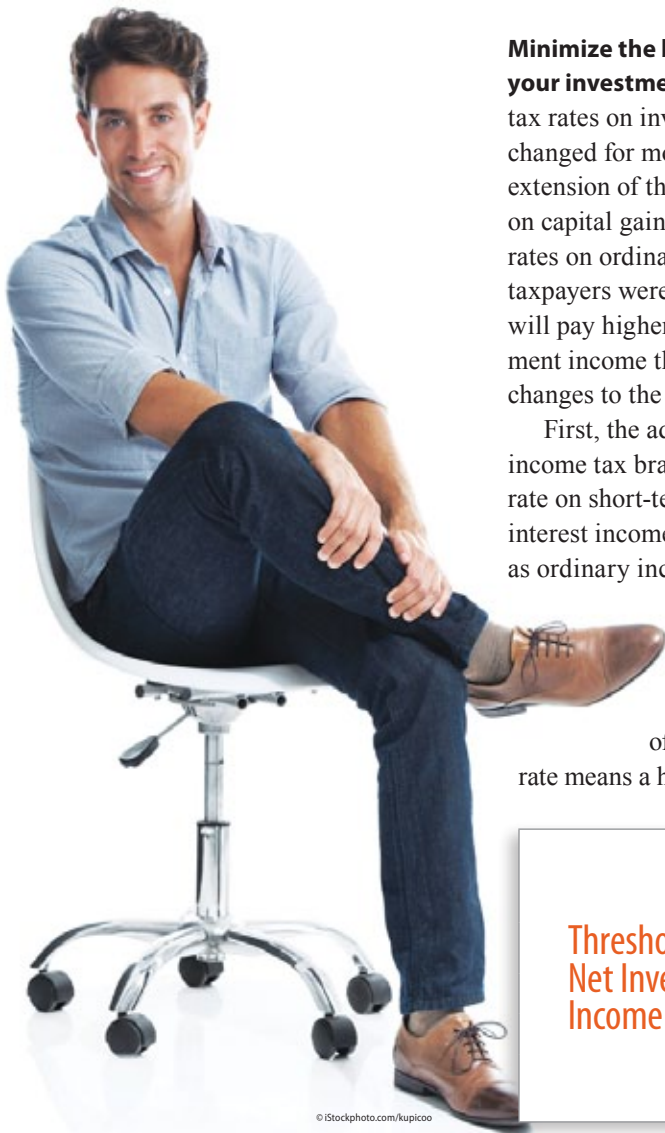 Minimize the
your investme
tax rates on inv
changed for mo
extension of th
on capital gain
rates on ordina
taxpayers were
will pay higher
ment income th
changes to the
First, the ad
income tax bra
rate on short-te
interest income
as ordinary inc
of
rate means a h
Thresho
Net Inve
Income
© iStockphoto.com/kupicoo